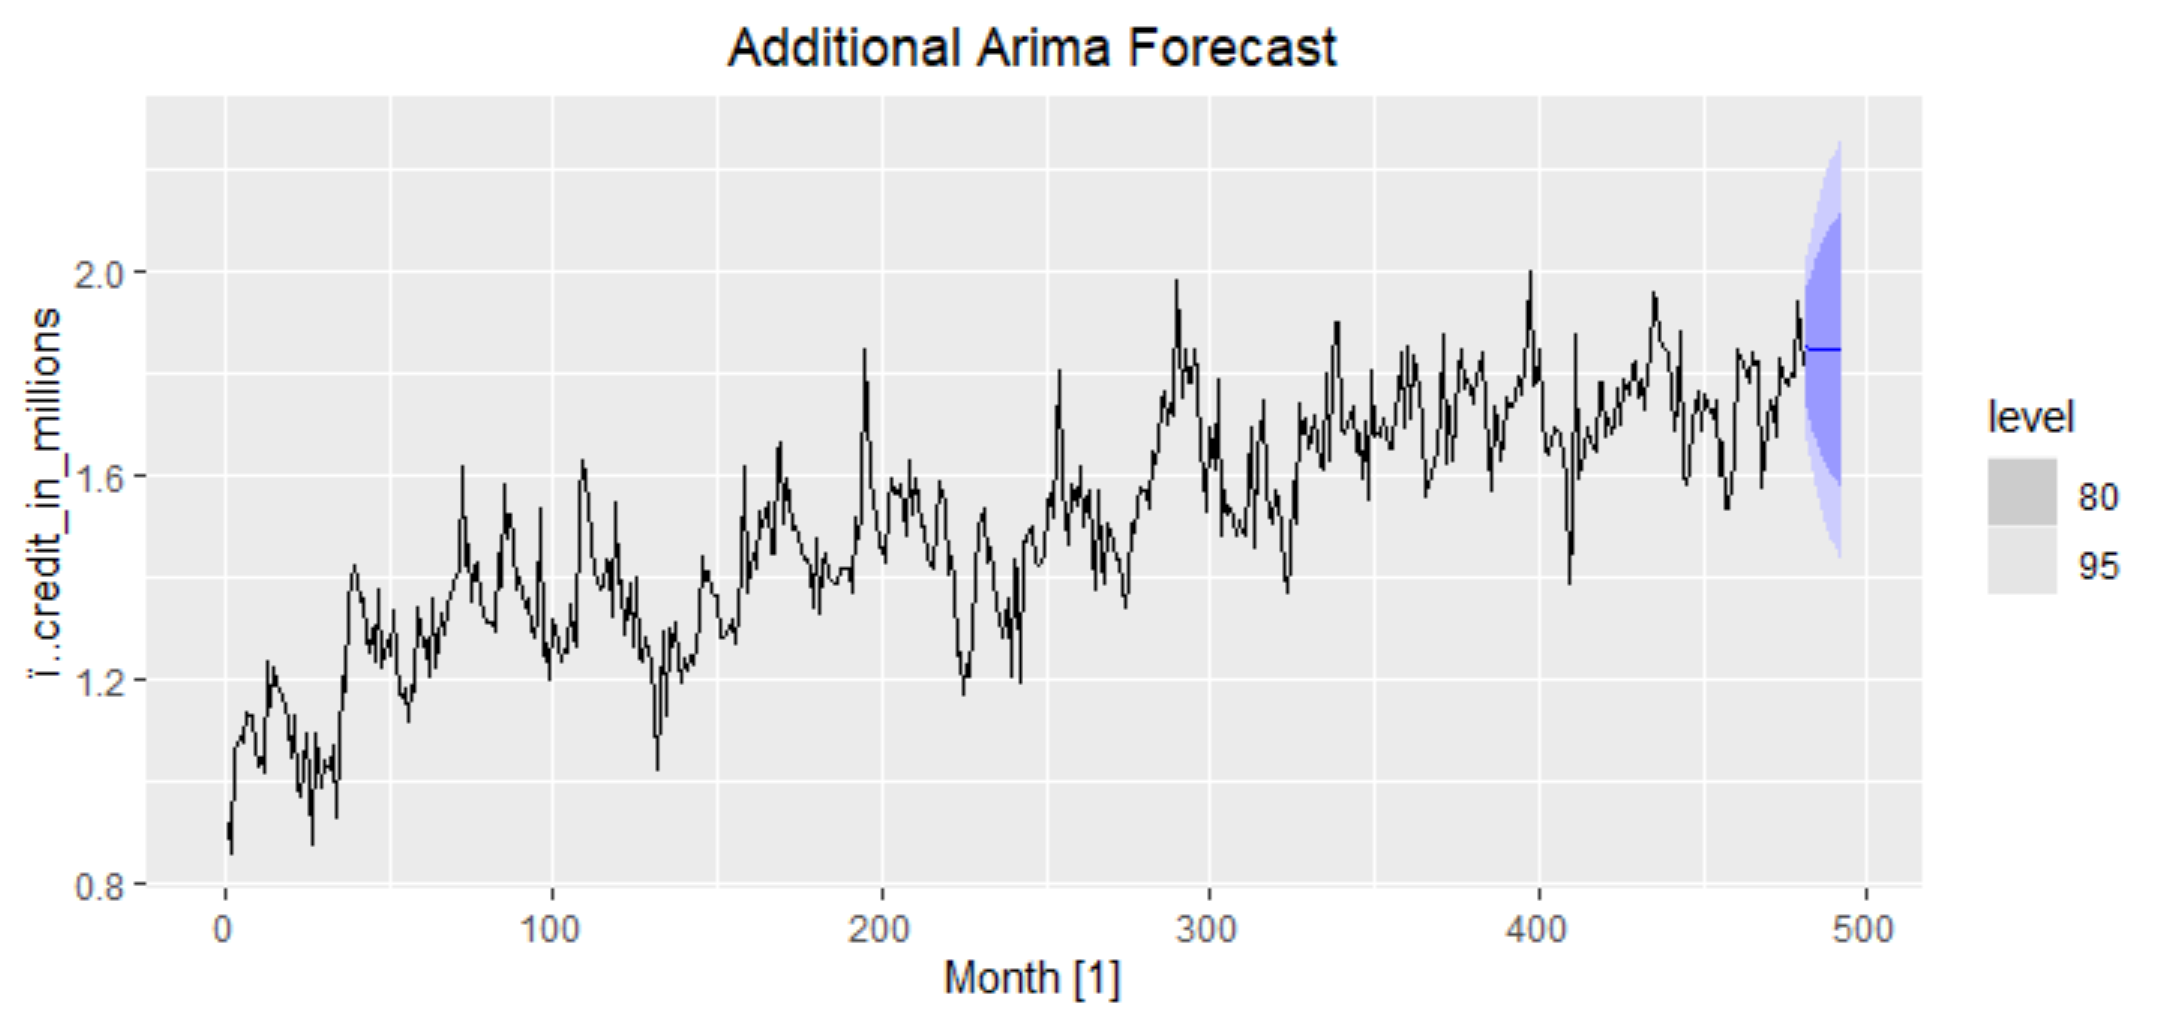 Additional Arima Forecast
ï..credit_in_millions
2.0
1.6
1.2
0.8
0 100 200 300 400 500
Month [1]
level
80
95